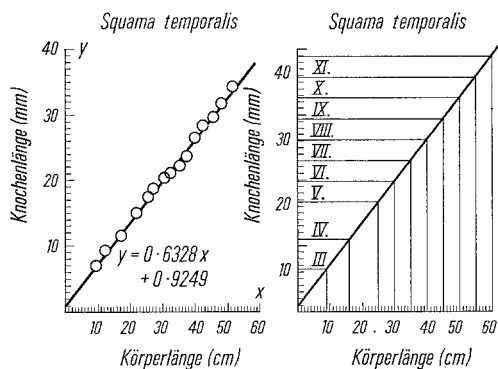 Squama temporalis
40
y
30
20
10
Knochenlänge (mm)
y = 0·6328 x
+ 0·9249
x
10 20 30 40 50 60
Körperlänge (cm)
Squama temporalis
40
30
20
10
Knochenlänge (mm)
XI.
X.
IX.
VIII.
VII.
VI.
V.
IV.
III
10 20 . 30 40 50 60
Körperlänge (cm)